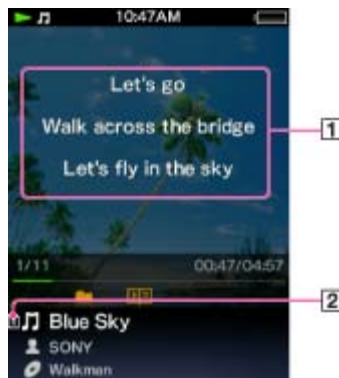 10:47AM
Let's go
Walk across the bridge
Let's fly in the sky
1
1/11 00:47/04:57
2
Blue Sky
SONY
Walkman